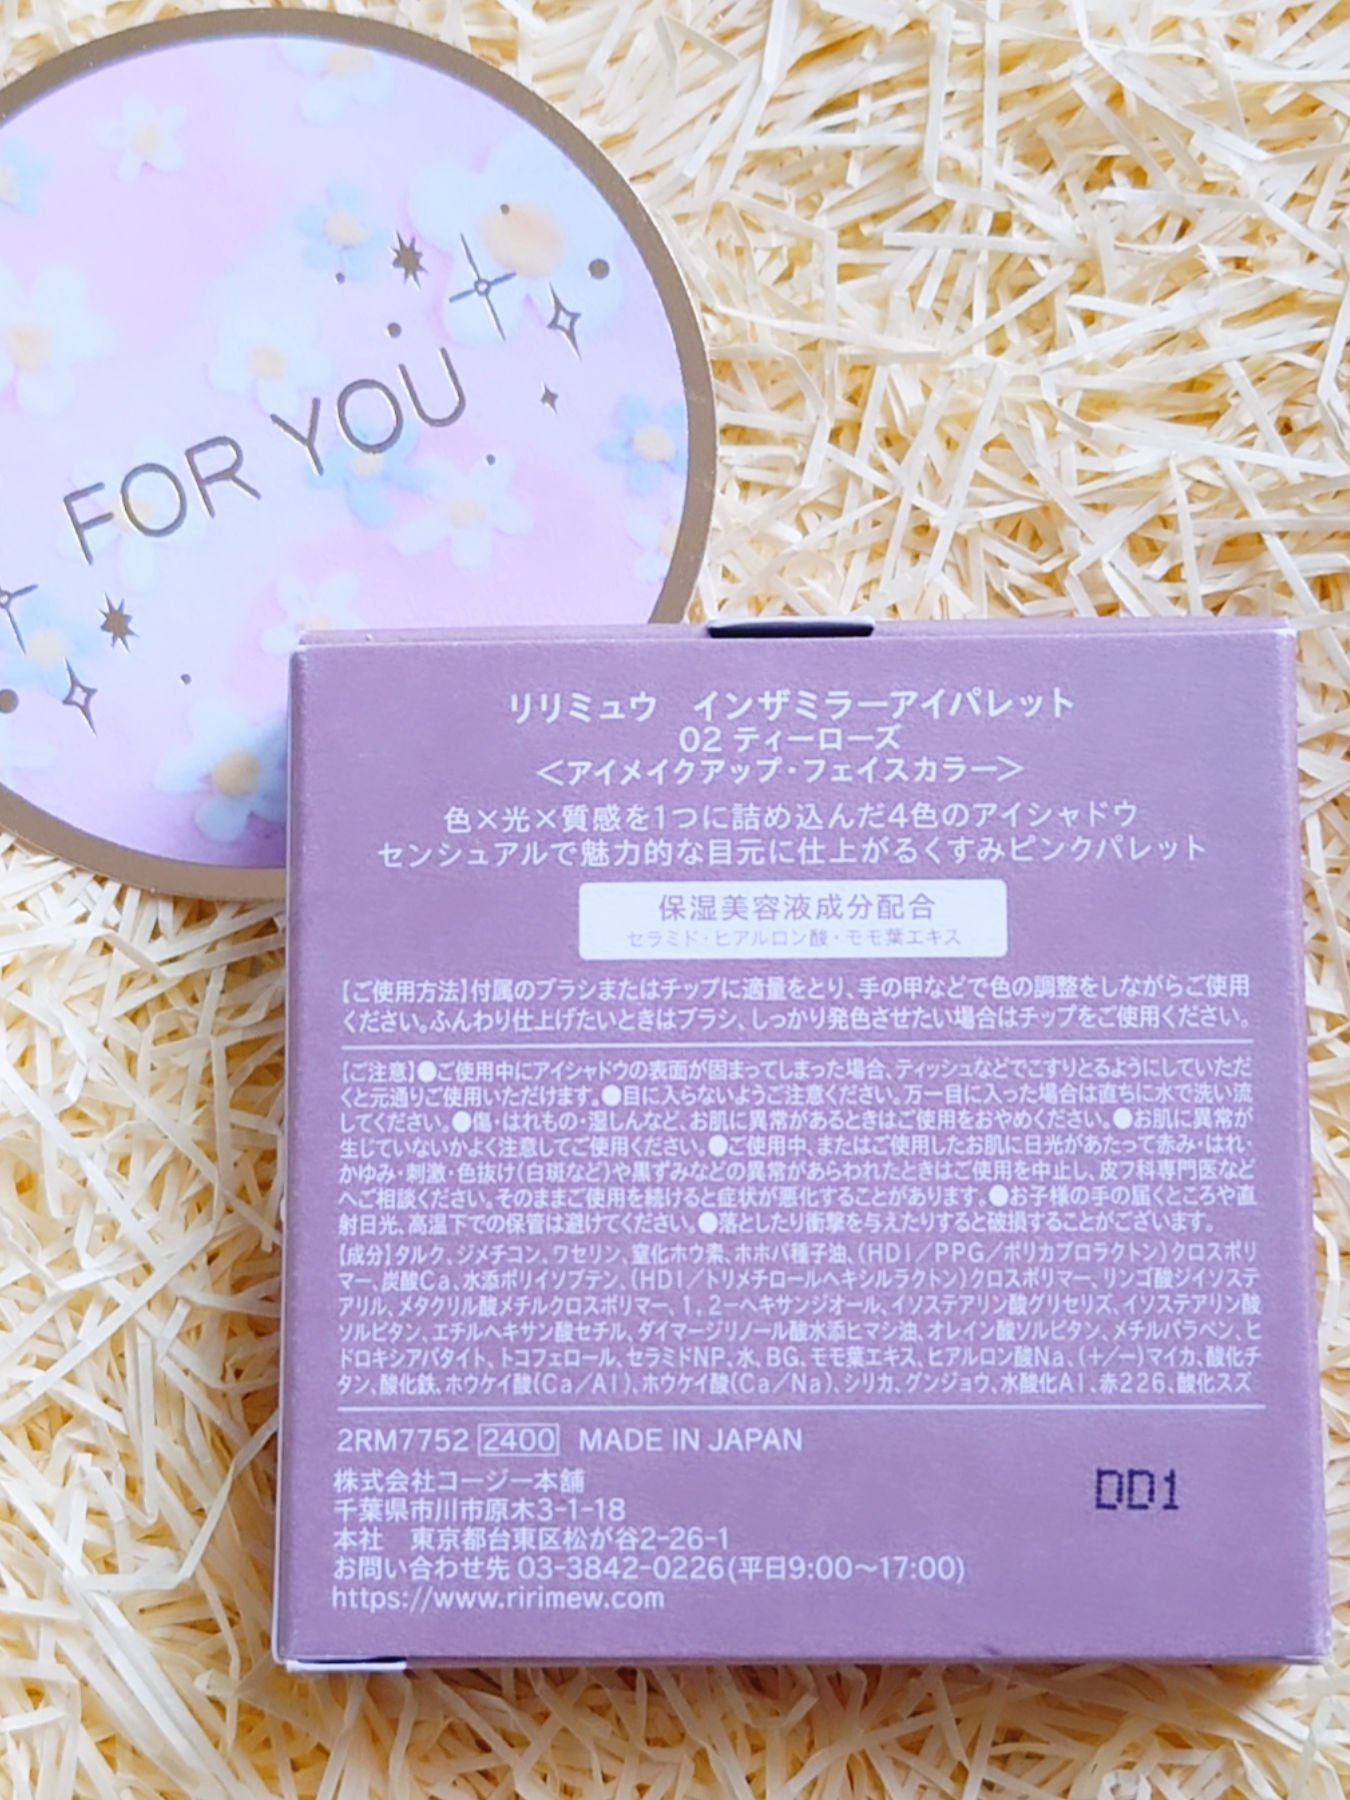 FOR YOU
リリミュウ　インザミラーアイパレット
02 ティーローズ
＜アイメイクアップ・フェイスカラー＞
色×光×質感を1つに詰め込んだ4色のアイシャドウ
センシュアルで魅力的な目元に仕上がるくすみピンクパレット
保湿美容液成分配合
セラミド・ヒアルロン酸・モモ葉エキス
【ご使用方法】付属のブラシまたはチップに適量をとり、手の甲などで色の調整をしながらご使用
ください。ふんわり仕上げたいときはブラシ、しっかり発色させたい場合はチップをご使用ください。
【ご注意】●ご使用中にアイシャドウの表面が固まってしまった場合、ティッシュなどでこすりとるようにしていただ
くと元通りご使用いただけます。●目に入らないようご注意ください。万一目に入った場合は直ちに水で洗い流
してください。●傷・はれもの・湿しんなど、お肌に異常があるときはご使用をおやめください。●お肌に異常が
生じていないかよく注意してご使用ください。●ご使用中、またはご使用したお肌に日光があたって赤み・はれ・
かゆみ・刺激・色抜け（白斑など）や黒ずみなどの異常があらわれたときはご使用を中止し、皮フ科専門医など
へご相談ください。そのままご使用を続けると症状が悪化することがあります。●お子様の手の届くところや直
射日光、高温下での保管は避けてください。●落としたり衝撃を与えたりすると破損することがございます。
【成分】タルク、ジメチコン、ワセリン、窒化ホウ素、ホホバ種子油、（HDI／PPG／ポリカプロラクトン）クロスポリ
マー、炭酸Ca、水添ポリイソブテン、（HDI／トリメチロールヘキシルラクトン）クロスポリマー、リンゴ酸ジイソステ
アリル、メタクリル酸メチルクロスポリマー、1，2－ヘキサンジオール、イソステアリン酸グリセリズ、イソステアリン酸
ソルビタン、エチルヘキサン酸セチル、ダイマージリノール酸水添ヒマシ油、オレイン酸ソルビタン、メチルパラベン、ヒ
ドロキシアパタイト、トコフェロール、セラミドNP、水、BG、モモ葉エキス、ヒアルロン酸Na、（＋／－）マイカ、酸化チ
タン、酸化鉄、ホウケイ酸（Ca／Al）、ホウケイ酸（Ca／Na）、シリカ、グンジョウ、水酸化Al、赤226、酸化スズ
2RM7752 2400 MADE IN JAPAN
株式会社コージー本舗
千葉県市川市原木3-1-18
本社　東京都台東区松が谷2-26-1
お問い合わせ先 03-3842-0226(平日9:00～17:00)
https://www.ririmew.com
DD1